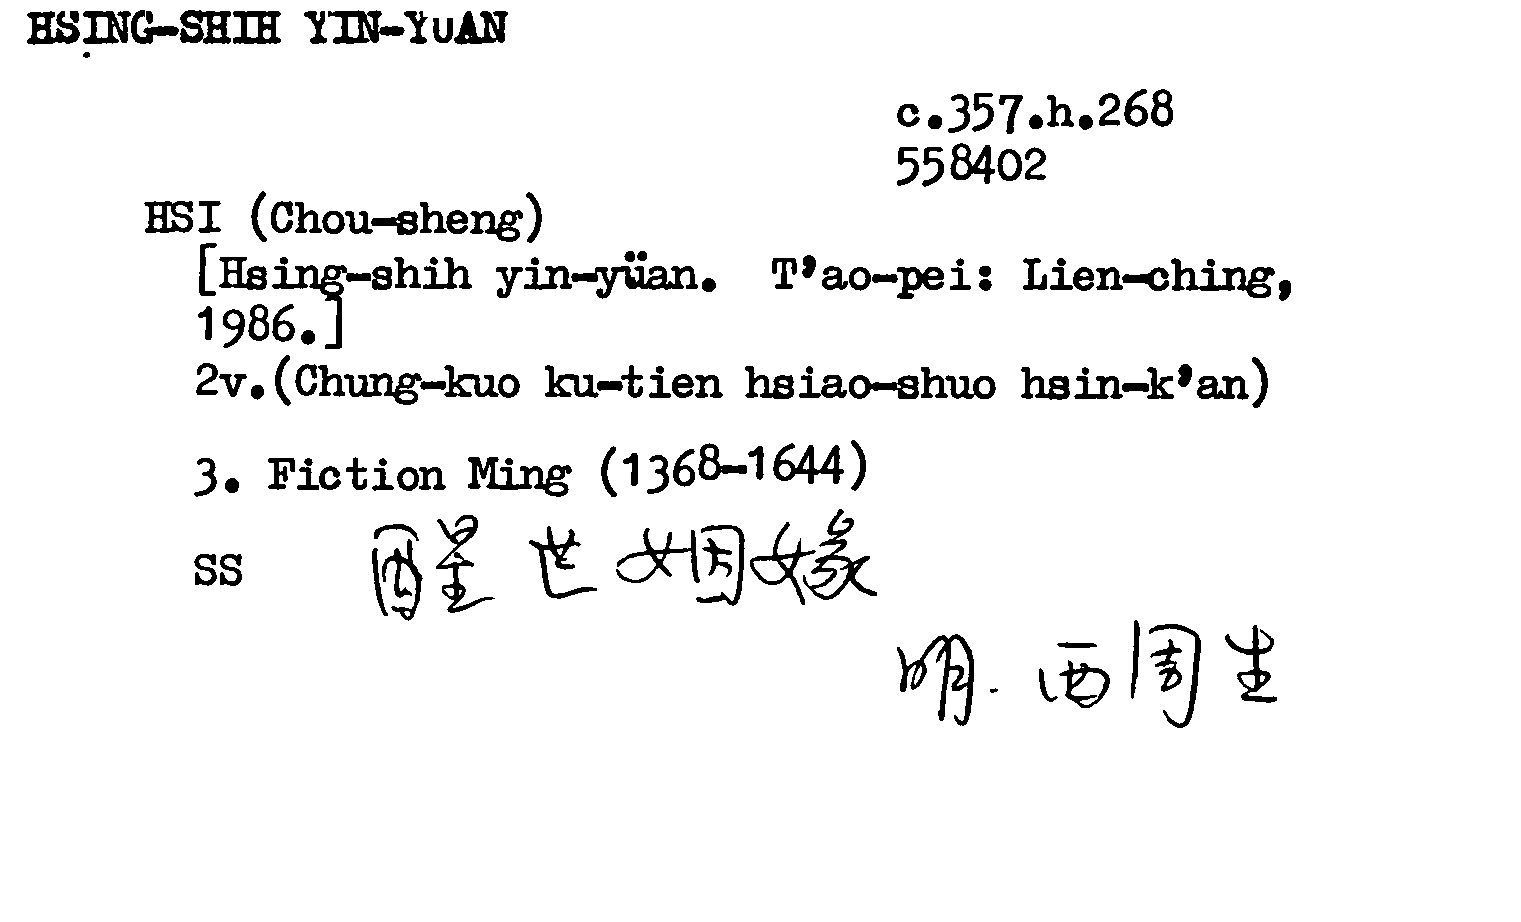 HSING-SHIH YIN-YUAN
c.357.h.268
558402
HSI (Chou-sheng)
[Hsing-shih yin-yüan. T'ao-pei: Lien-ching,
1986.]
2v.(Chung-kuo ku-tien hsiao-shuo hsin-k'an)
3. Fiction Ming (1368-1644)
SS 醒世姻缘
明. 西周生